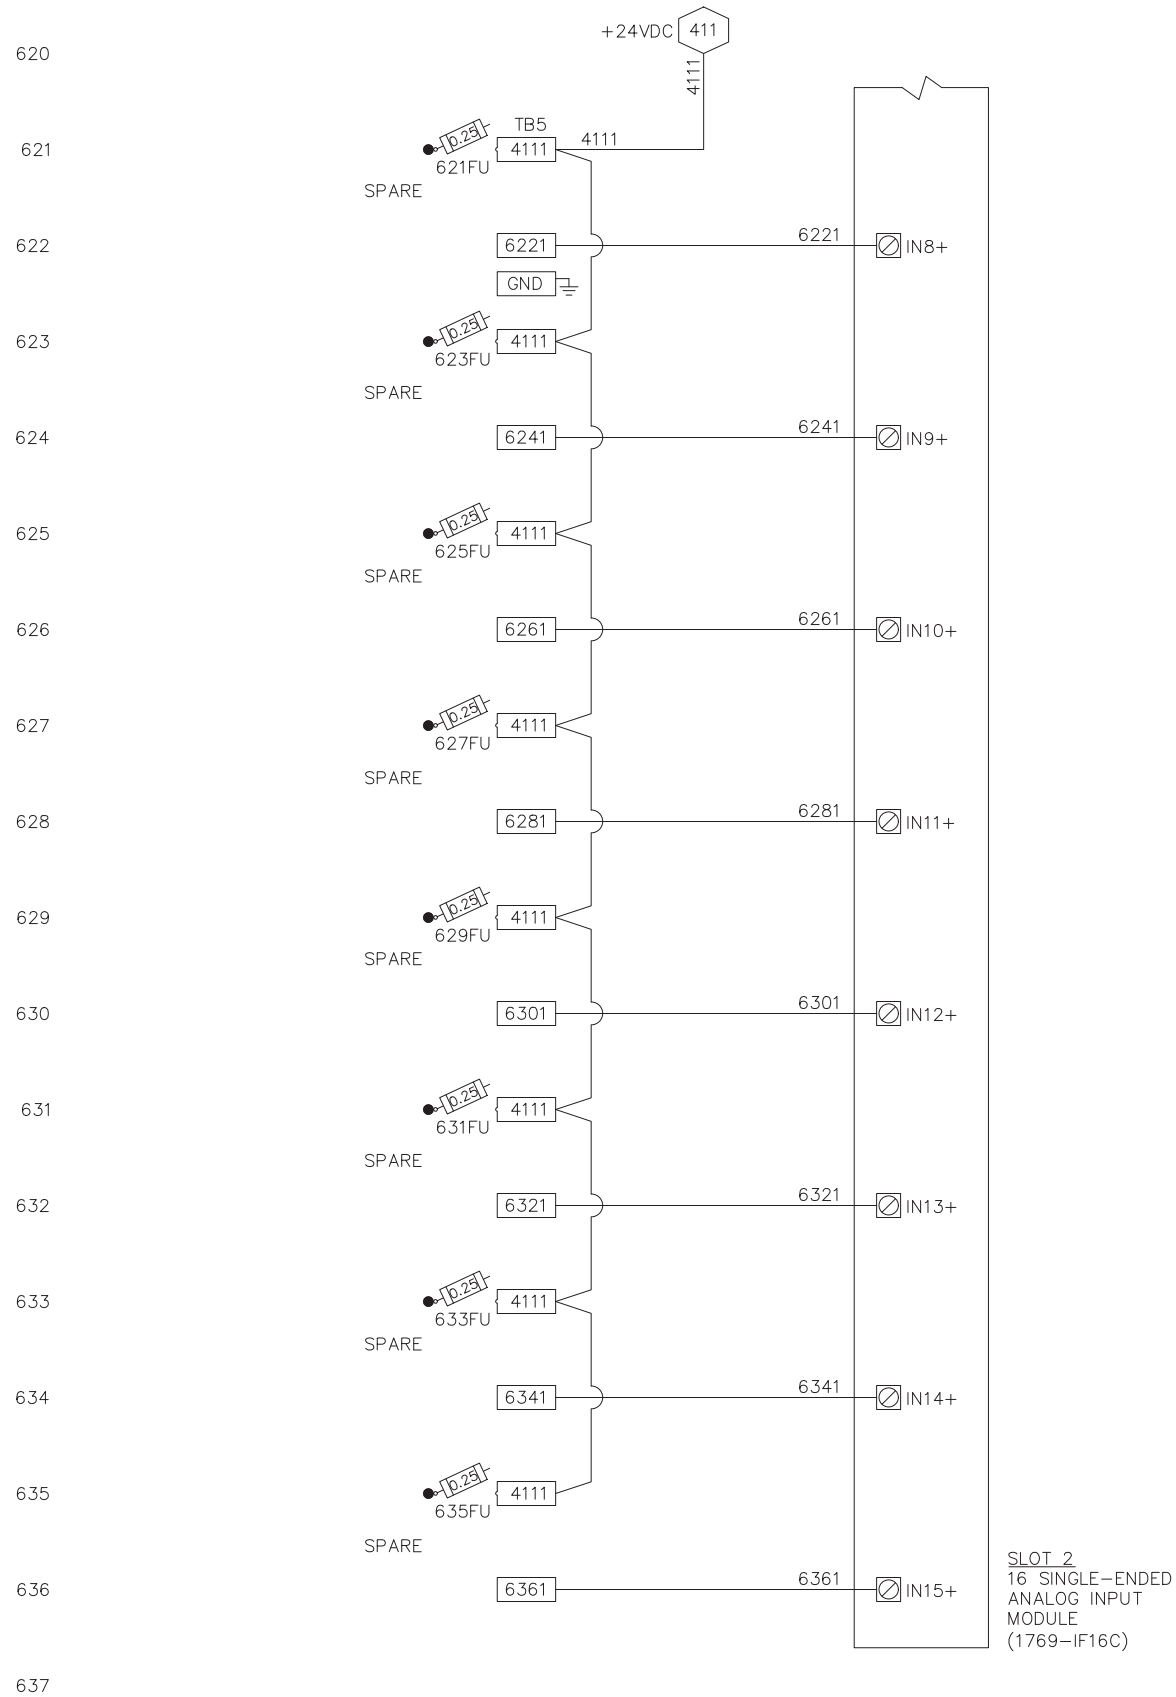 +24VDC 411
620
4111
TB5
621 0.25 4111 4111
621FU
SPARE
622 6221 6221 IN8+
GND
623 0.25 4111
623FU
SPARE
624 6241 6241 IN9+
625 0.25 4111
625FU
SPARE
626 6261 6261 IN10+
627 0.25 4111
627FU
SPARE
628 6281 6281 IN11+
629 0.25 4111
629FU
SPARE
630 6301 6301 IN12+
631 0.25 4111
631FU
SPARE
632 6321 6321 IN13+
633 0.25 4111
633FU
SPARE
634 6341 6341 IN14+
635 0.25 4111
635FU
SPARE
636 6361 6361 IN15+
SLOT 2
16 SINGLE-ENDED
ANALOG INPUT
MODULE
(1769-IF16C)
637